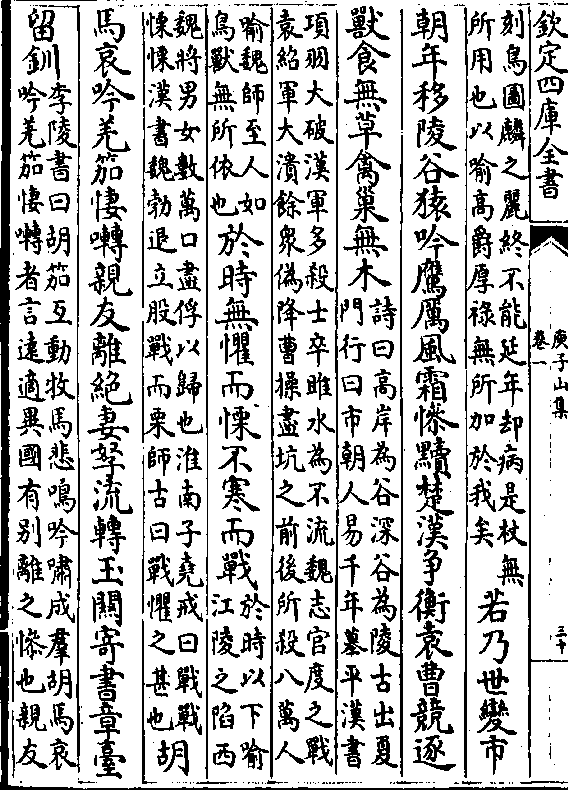 欽定四庫全書
庾子山集
卷一
三十
刻鳥圖麟之麗終不能延年却病是杖無
所用也以喻高爵厚祿無所加於我矣
若乃世變市
朝年移陵谷猿吟鷹厲風霜慘黷楚漢争衡袁曹競逐
獸食無草禽巢無木
詩曰高岸為谷深谷為陵古出夏
門行曰市朝人易千年墓平漢書
項羽大破漢軍多殺士卒睢水為不流魏志官度之戰
袁紹軍大潰餘衆偽降曹操盡坑之前後所殺八萬人
喻魏師至人如
鳥獸無所依也
於時無懼而慄不寒而戰
於時以下喻
江陵之陷西
魏將男女數萬口盡俘以歸也淮南子堯戒曰戰戰
慄慄漢書魏勃退立股戰而栗師古曰戰懼之甚也
胡
馬哀吟羌笳悽囀親友離絶妻孥流轉玉關寄書章臺
留釧
李陵書曰胡笳互動牧馬悲鳴吟嘯成羣胡馬哀
吟羌笳悽囀者言遠適異國有别離之慘也親友